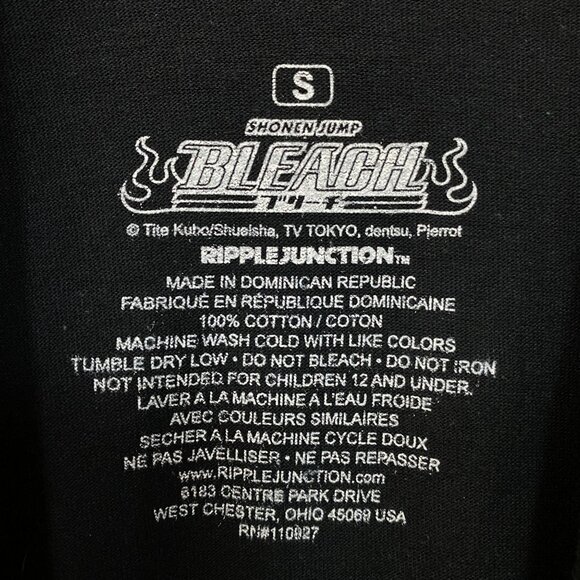 S
SHONEN JUMP
BLEACH
ブリーチ
© Tite Kubo/Shueisha, TV TOKYO, dentsu, Pierrot
RIPPLE JUNCTION™
MADE IN DOMINICAN REPUBLIC
FABRIQUÉ EN RÉPUBLIQUE DOMINICAINE
100% COTTON / COTON
MACHINE WASH COLD WITH LIKE COLORS
TUMBLE DRY LOW • DO NOT BLEACH • DO NOT IRON
NOT INTENDED FOR CHILDREN 12 AND UNDER.
LAVER A LA MACHINE A L'EAU FROIDE
AVEC COULEURS SIMILAIRES
SECHER A LA MACHINE CYCLE DOUX
NE PAS JAVELLISER • NE PAS REPASSER
www.RIPPLEJUNCTION.com
6183 CENTRE PARK DRIVE
WEST CHESTER, OHIO 45069 USA
RN#110927